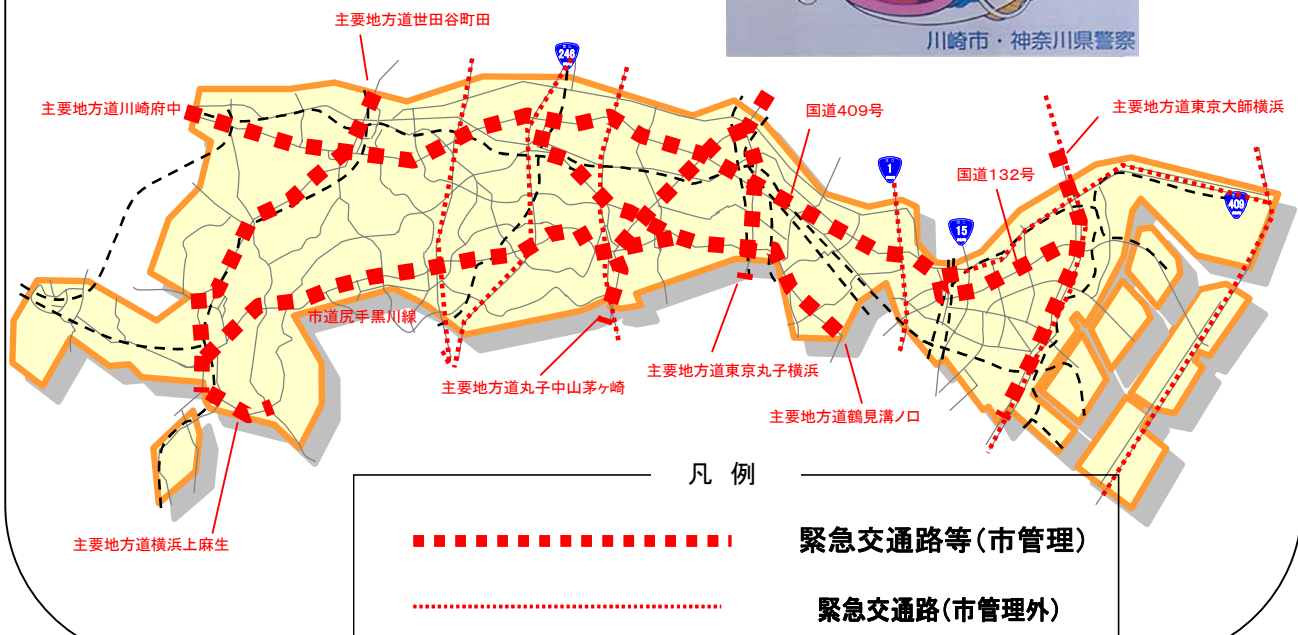 川崎市・神奈川県警察
主要地方道世田谷町田
246
主要地方道川崎府中
国道409号
主要地方道東京大師横浜
1
国道132号
409
15
市道尻手黒川線
主要地方道東京丸子横浜
主要地方道丸子中山茅ヶ崎
主要地方道鶴見溝ノ口
主要地方道横浜上麻生
凡 例
緊急交通路等(市管理)
緊急交通路(市管理外)